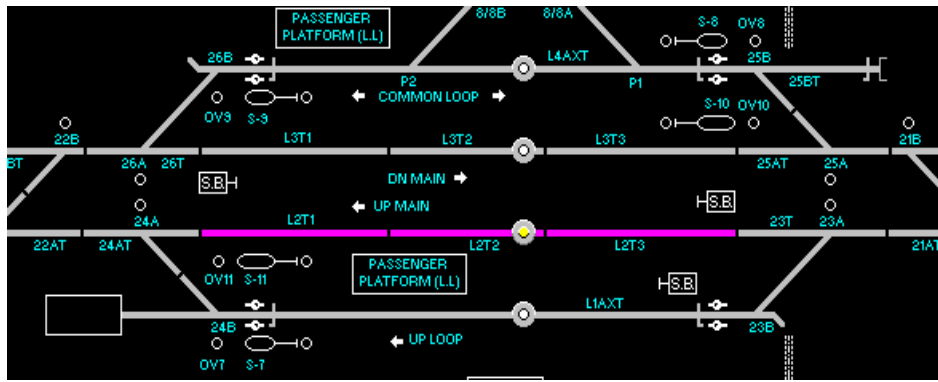 PASSENGER
PLATFORM (L.L)
8/8B
8/8A
S-8
OV8
26B
L4AXT
25B
P2
P1
25BT
COMMON LOOP
OV9
S-9
S-10
OV10
22B
L3T1
L3T2
L3T3
21B
BT
26A
26T
25AT
25A
S.B.
DN MAIN
UP MAIN
S.B.
24A
L2T1
23T
23A
22AT
24AT
L2T2
L2T3
21AT
PASSENGER
PLATFORM (L.L)
OV11
S-11
S.B.
L1AXT
24B
23B
UP LOOP
OV7
S-7